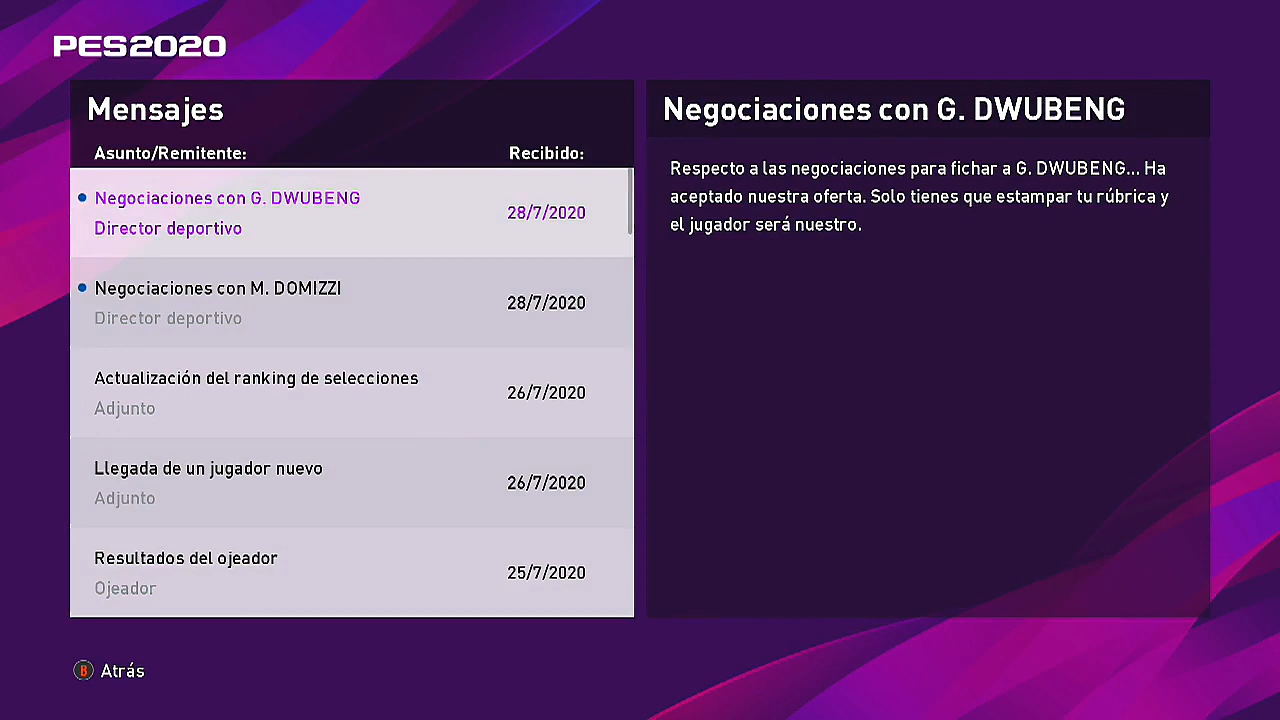 PES2020
Mensajes
Asunto/Remitente: Recibido:
Negociaciones con G. DWUBENG
Director deportivo
28/7/2020
Negociaciones con M. DOMIZZI
Director deportivo
28/7/2020
Actualización del ranking de selecciones
Adjunto
26/7/2020
Llegada de un jugador nuevo
Adjunto
26/7/2020
Resultados del ojeador
Ojeador
25/7/2020
Negociaciones con G. DWUBENG
Respecto a las negociaciones para fichar a G. DWUBENG... Ha
aceptado nuestra oferta. Solo tienes que estampar tu rúbrica y
el jugador será nuestro.
B Atrás